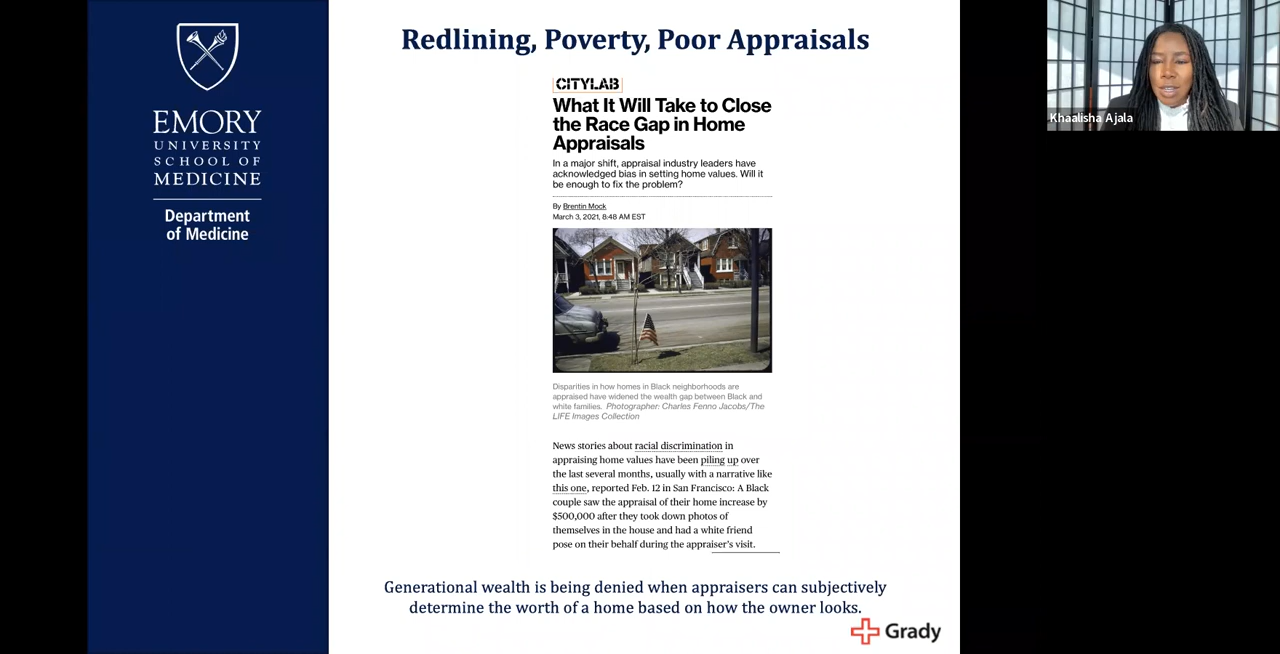 EMORY
UNIVERSITY
SCHOOL OF
MEDICINE
Department
of Medicine
Redlining, Poverty, Poor Appraisals
CITYLAB
What It Will Take to Close
the Race Gap in Home
Appraisals
In a major shift, appraisal industry leaders have
acknowledged bias in setting home values. Will it
be enough to fix the problem?
By Brentin Mock
March 3, 2021, 8:48 AM EST
Disparities in how homes in Black neighborhoods are
appraised have widened the wealth gap between Black and
white families. Photographer: Charles Fenno Jacobs/The
LIFE Images Collection
News stories about racial discrimination in
appraising home values have been piling up over
the last several months, usually with a narrative like
this one, reported Feb. 12 in San Francisco: A Black
couple saw the appraisal of their home increase by
$500,000 after they took down photos of
themselves in the house and had a white friend
pose on their behalf during the appraiser's visit.
Generational wealth is being denied when appraisers can subjectively
determine the worth of a home based on how the owner looks.
Grady
Khaalisha Ajala